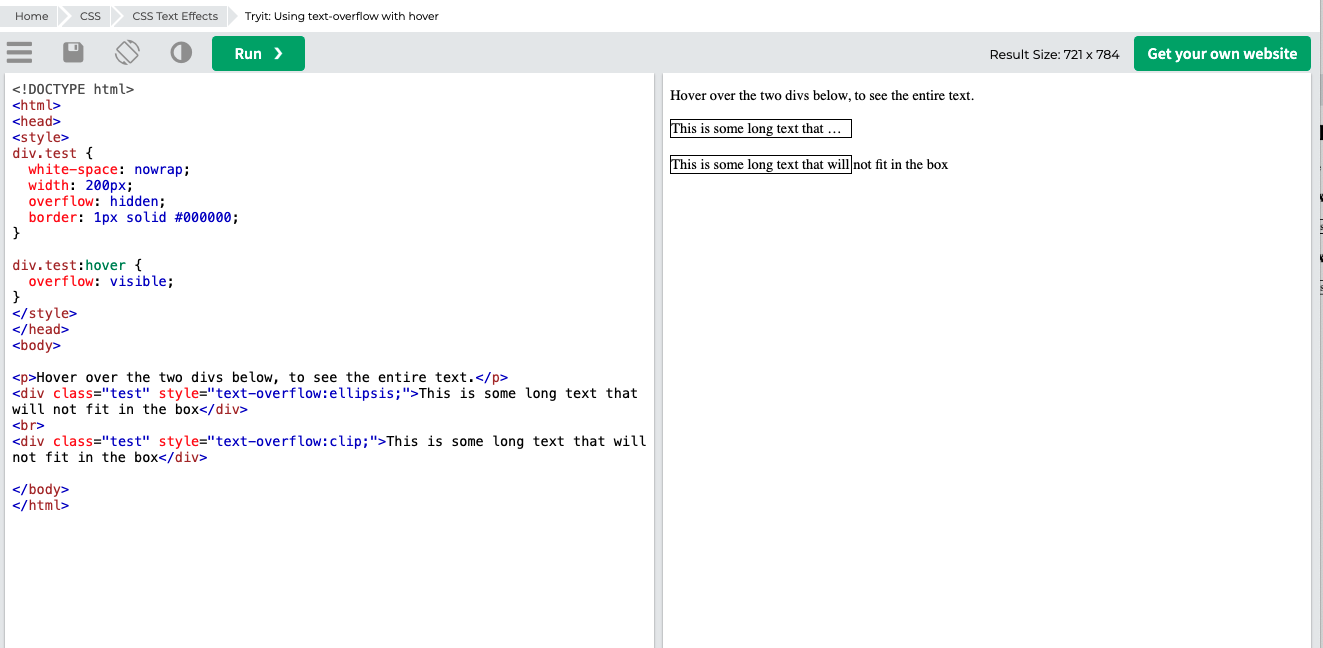 Home CSS CSS Text Effects Tryit: Using text-overflow with hover
Run ❯ Result Size: 721 x 784 Get your own website
<!DOCTYPE html>
<html>
<head>
<style>
div.test {
  white-space: nowrap;
  width: 200px;
  overflow: hidden;
  border: 1px solid #000000;
}

div.test:hover {
  overflow: visible;
}
</style>
</head>
<body>

<p>Hover over the two divs below, to see the entire text.</p>
<div class="test" style="text-overflow:ellipsis;">This is some long text that
will not fit in the box</div>
<br>
<div class="test" style="text-overflow:clip;">This is some long text that will
not fit in the box</div>

</body>
</html>
Hover over the two divs below, to see the entire text.
This is some long text that …
This is some long text that will not fit in the box